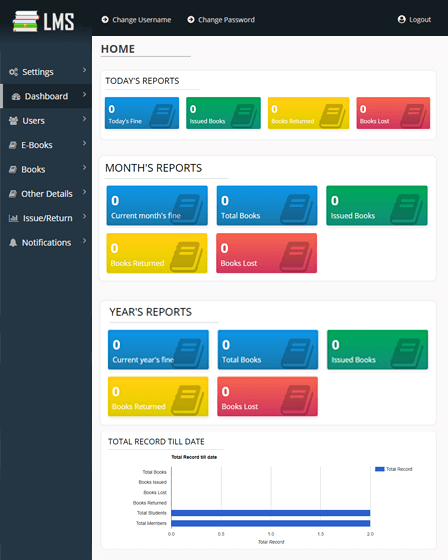 LMS
Change Username
Change Password
Logout
Settings
Dashboard
Users
E-Books
Books
Other Details
Issue/Return
Notifications
HOME
TODAY'S REPORTS
0
Today's Fine
0
Issued Books
0
Books Returned
0
Books Lost
MONTH'S REPORTS
0
Current month's fine
0
Total Books
0
Issued Books
0
Books Returned
0
Books Lost
YEAR'S REPORTS
0
Current year's fine
0
Total Books
0
Issued Books
0
Books Returned
0
Books Lost
TOTAL RECORD TILL DATE
Total Record till date
Total Record
Total Books
Books Issued
Books Lost
Books Returned
Total Students
Total Members
0.0 0.5 1.0 1.5 2.0
Total Record